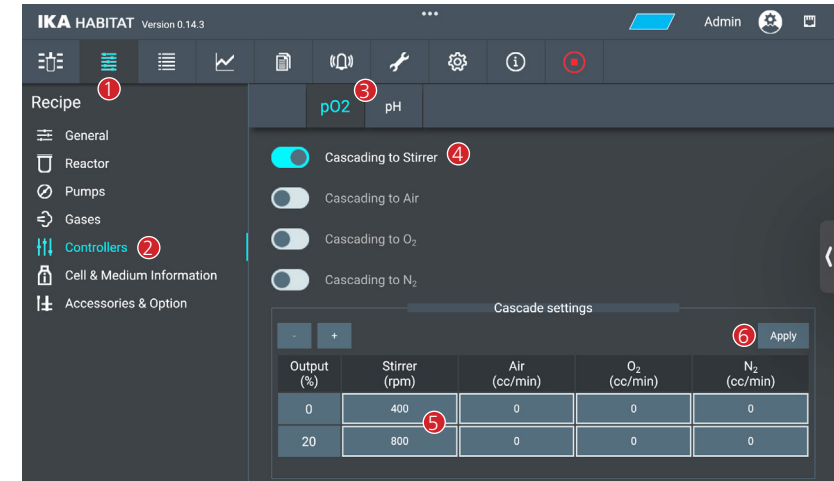 IKA HABITAT Version 0.14.3
Admin
1
Recipe
General
Reactor
Pumps
Gases
Controllers 2
Cell & Medium Information
Accessories & Option
pO2 3 pH
Cascading to Stirrer 4
Cascading to Air
Cascading to O₂
Cascading to N₂
Cascade settings
- + 6 Apply
Output (%) Stirrer (rpm) Air (cc/min) O₂ (cc/min) N₂ (cc/min)
0 400 0 0 0
5
20 800 0 0 0